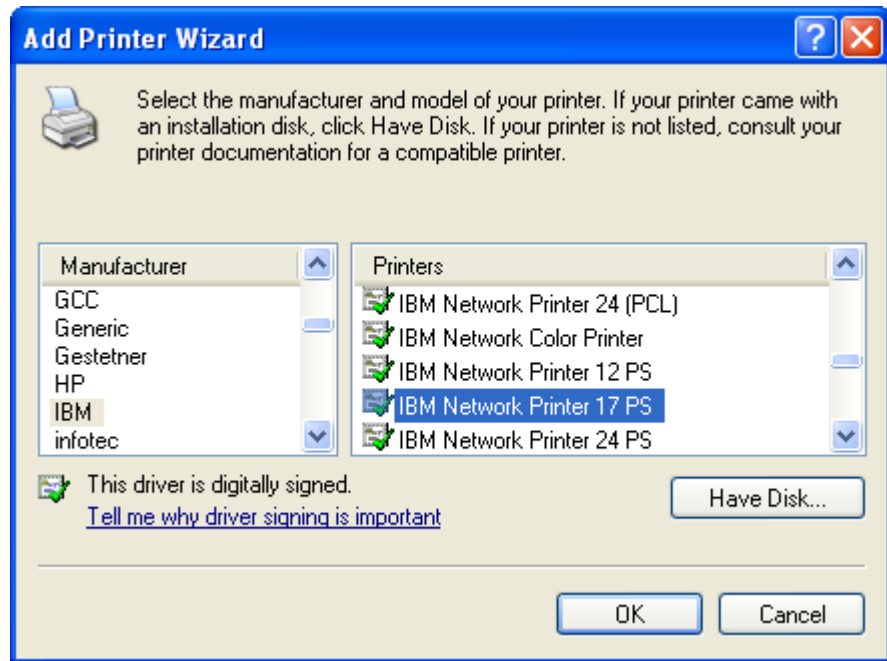 Add Printer Wizard
Select the manufacturer and model of your printer. If your printer came with
an installation disk, click Have Disk. If your printer is not listed, consult your
printer documentation for a compatible printer.
Manufacturer
GCC
Generic
Gestetner
HP
IBM
infotec
Printers
IBM Network Printer 24 (PCL)
IBM Network Color Printer
IBM Network Printer 12 PS
IBM Network Printer 17 PS
IBM Network Printer 24 PS
This driver is digitally signed.
Tell me why driver signing is important
Have Disk...
OK
Cancel